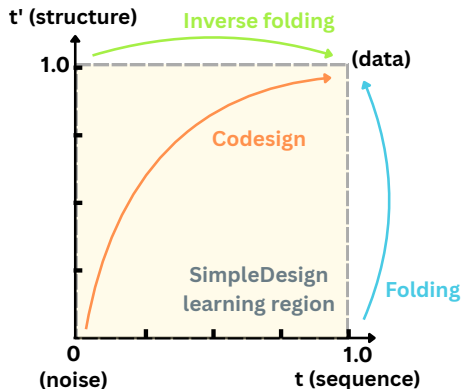 t' (structure)
Inverse folding
1.0
(data)
Codesign
SimpleDesign
learning region
Folding
0
1.0
(noise)
t (sequence)